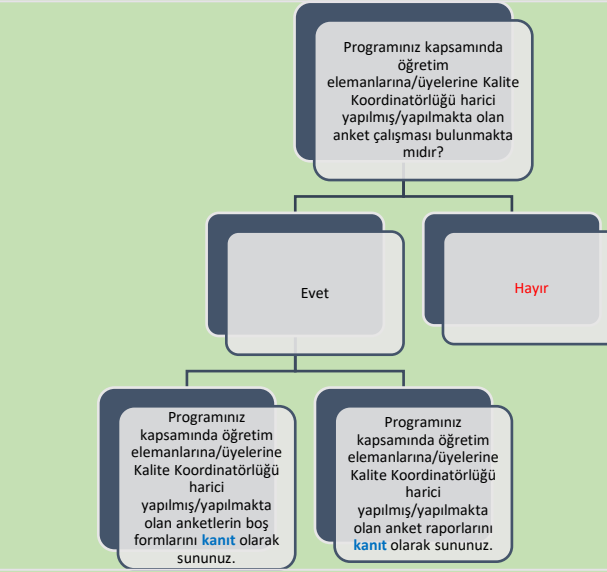 Programınız kapsamında
öğretim
elemanlarına/üyelerine Kalite
Koordinatörlüğü harici
yapılmış/yapılmakta olan
anket çalışması bulunmakta
mıdır?
Evet
Hayır
Programınız
kapsamında öğretim
elemanlarına/üyelerine
Kalite Koordinatörlüğü
harici
yapılmış/yapılmakta
olan anketlerin boş
formlarını kanıt olarak
sununuz.
Programınız
kapsamında öğretim
elemanlarına/üyelerine
Kalite Koordinatörlüğü
harici
yapılmış/yapılmakta
olan anket raporlarını
kanıt olarak sununuz.